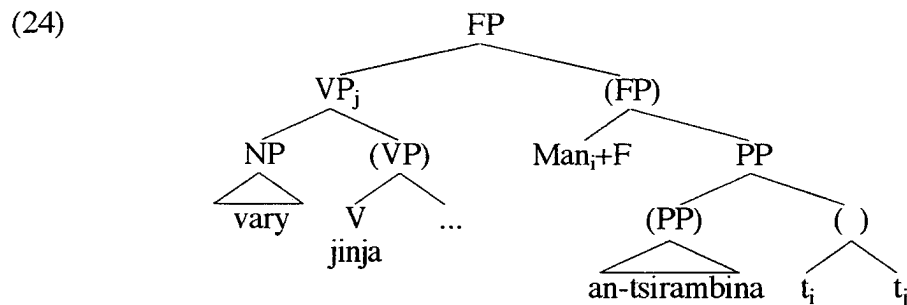 (24)
FP
VPj (FP)
NP (VP) Mani+F PP
vary V ... (PP) ( )
jinja
an-tsirambina ti tj